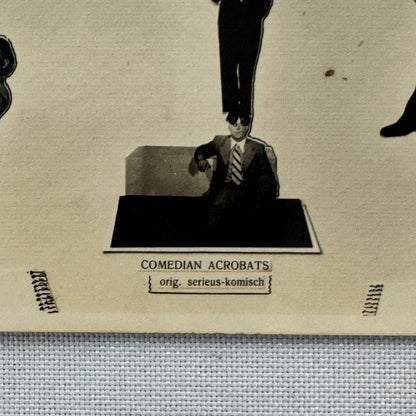 COMEDIAN ACROBATS
orig. serieus-komisch